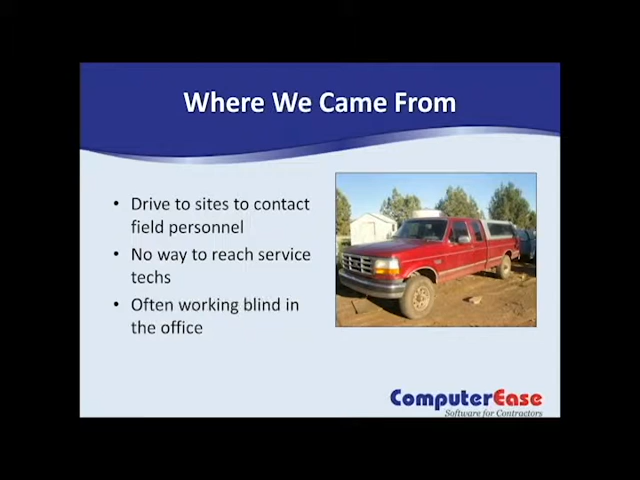 Where We Came From
• Drive to sites to contact
field personnel
• No way to reach service
techs
• Often working blind in
the office
ComputerEase
Software for Contractors